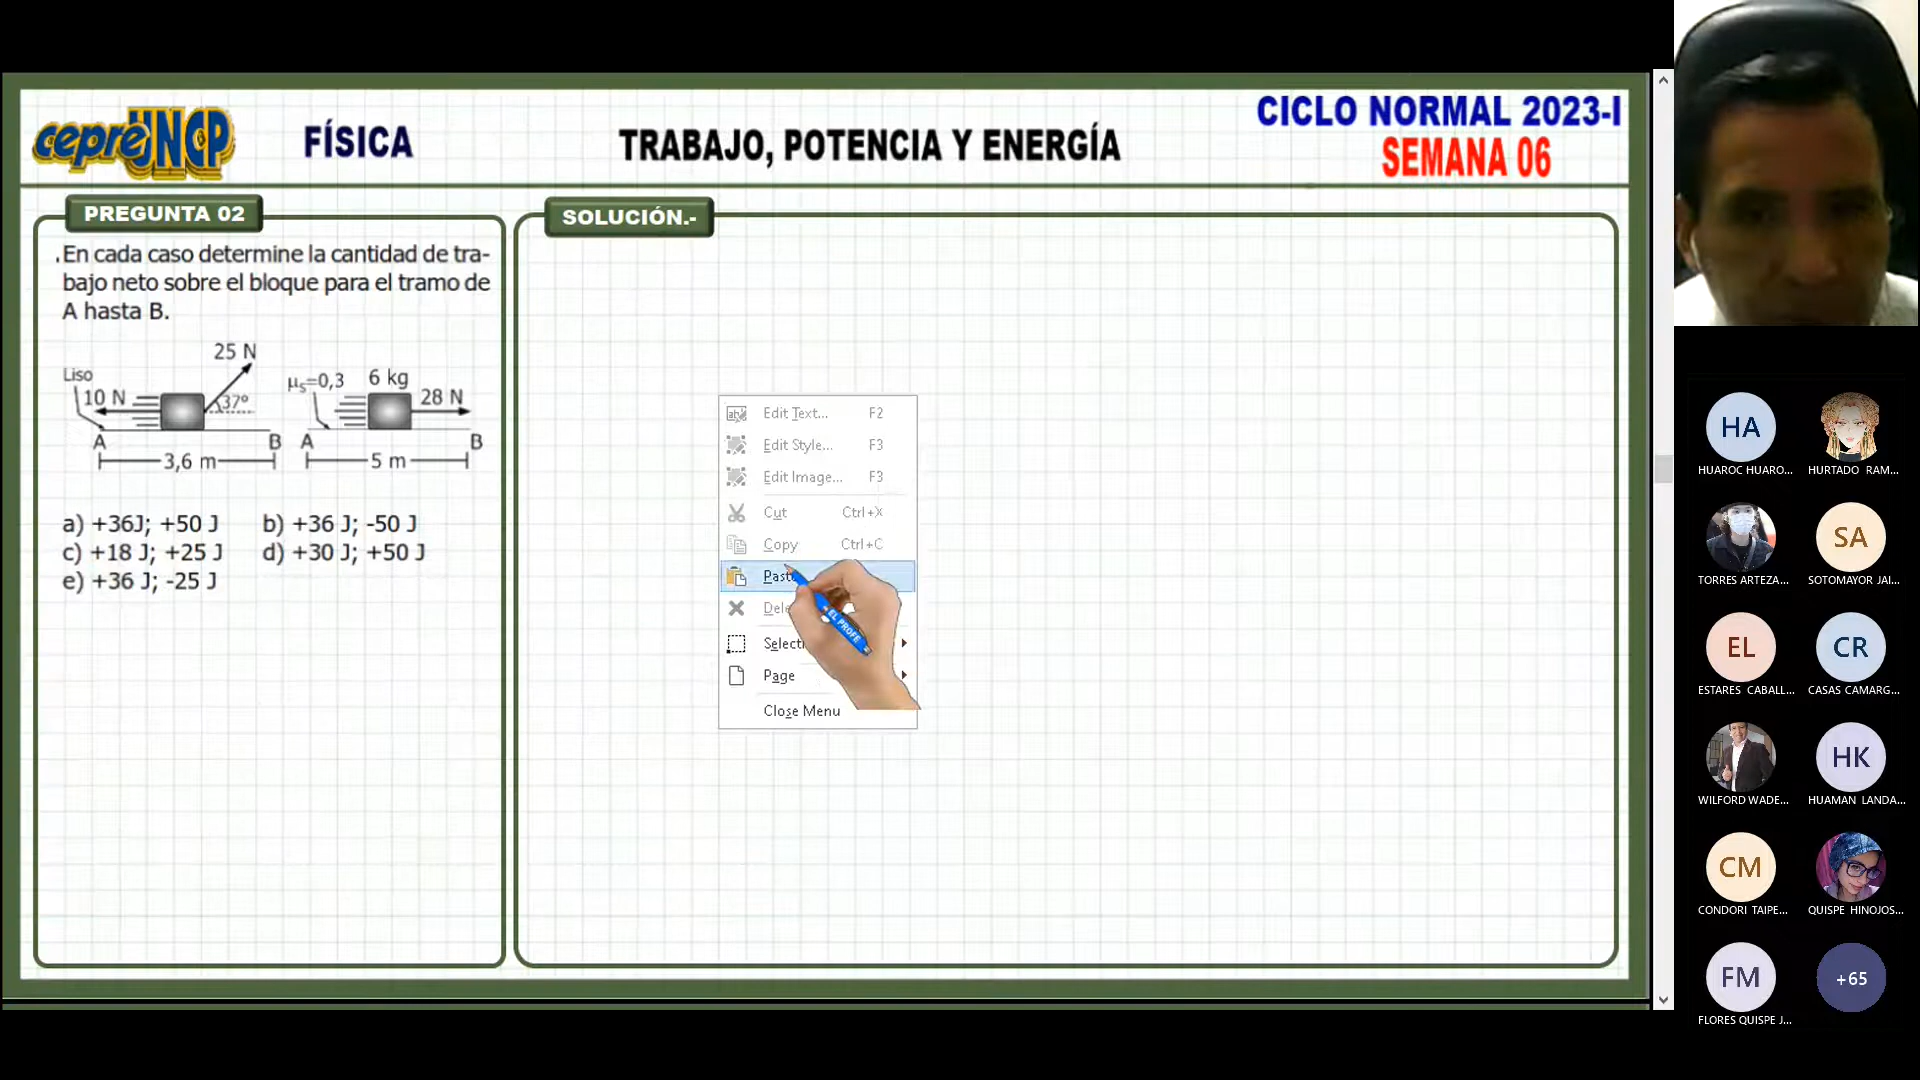 cepreUNCP
FÍSICA
TRABAJO, POTENCIA Y ENERGÍA
CICLO NORMAL 2023-I
SEMANA 06
PREGUNTA 02
.En cada caso determine la cantidad de tra-
bajo neto sobre el bloque para el tramo de
A hasta B.
25 N
Liso
10 N
37º
A
B
3,6 m
μs=0,3
6 kg
28 N
A
B
5 m
a) +36J; +50 J
b) +36 J; -50 J
c) +18 J; +25 J
d) +30 J; +50 J
e) +36 J; -25 J
SOLUCIÓN.-
Edit Text... F2
Edit Style... F3
Edit Image... F3
Cut Ctrl+X
Copy Ctrl+C
EL PROFE
Page
Close Menu
HA
HUAROC HUARO...
HURTADO RAM...
TORRES ARTEZA...
SA
SOTOMAYOR JAI...
EL
ESTARES CABALL...
CR
CASAS CAMARG...
WILFORD WADE...
HK
HUAMAN LANDA...
CM
CONDORI TAIPE...
QUISPE HINOJOS...
FM
FLORES QUISPE J...
+65